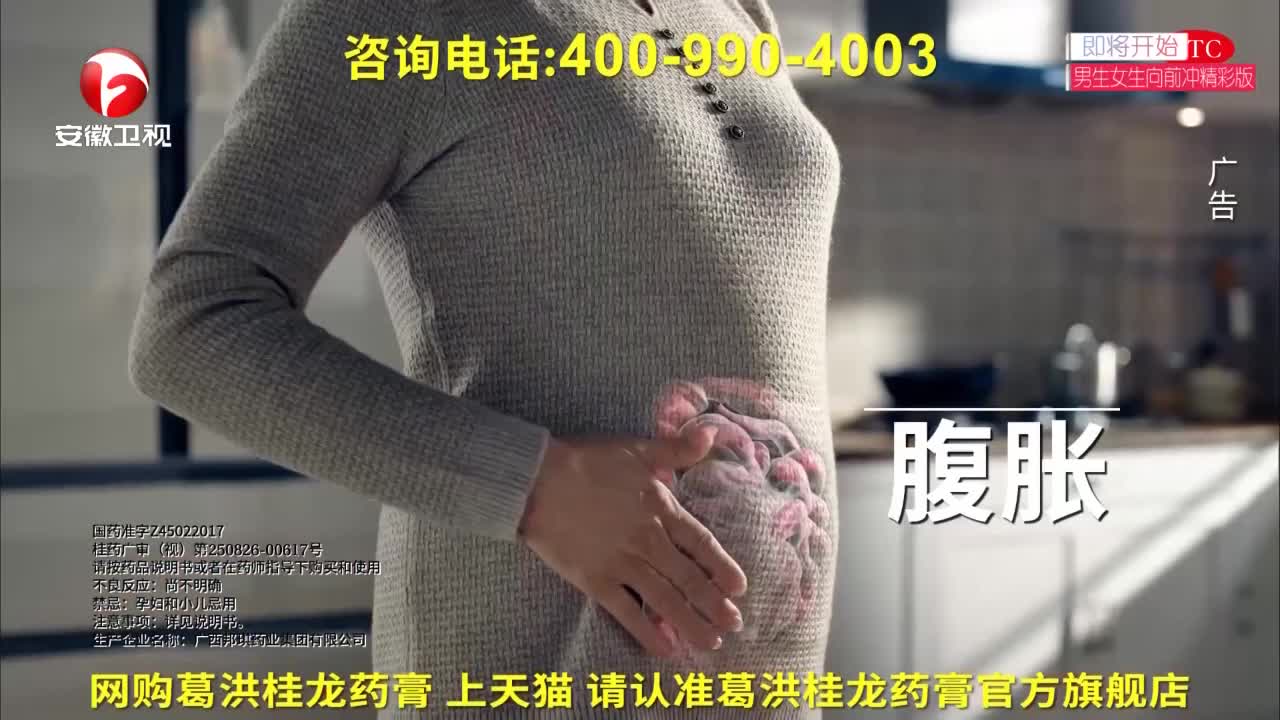 咨询电话:400-990-4003
即将开始TC
男生女生向前冲精彩版
安徽卫视
广告
腹胀
国药准字Z45022017
桂药广审（视）第250826-00617号
请按药品说明书或者在药师指导下购买和使用
不良反应：尚不明确
禁忌：孕妇和小儿忌用
注意事项：详见说明书。
生产企业名称：广西邦琪药业集团有限公司
网购葛洪桂龙药膏 上天猫 请认准葛洪桂龙药膏官方旗舰店